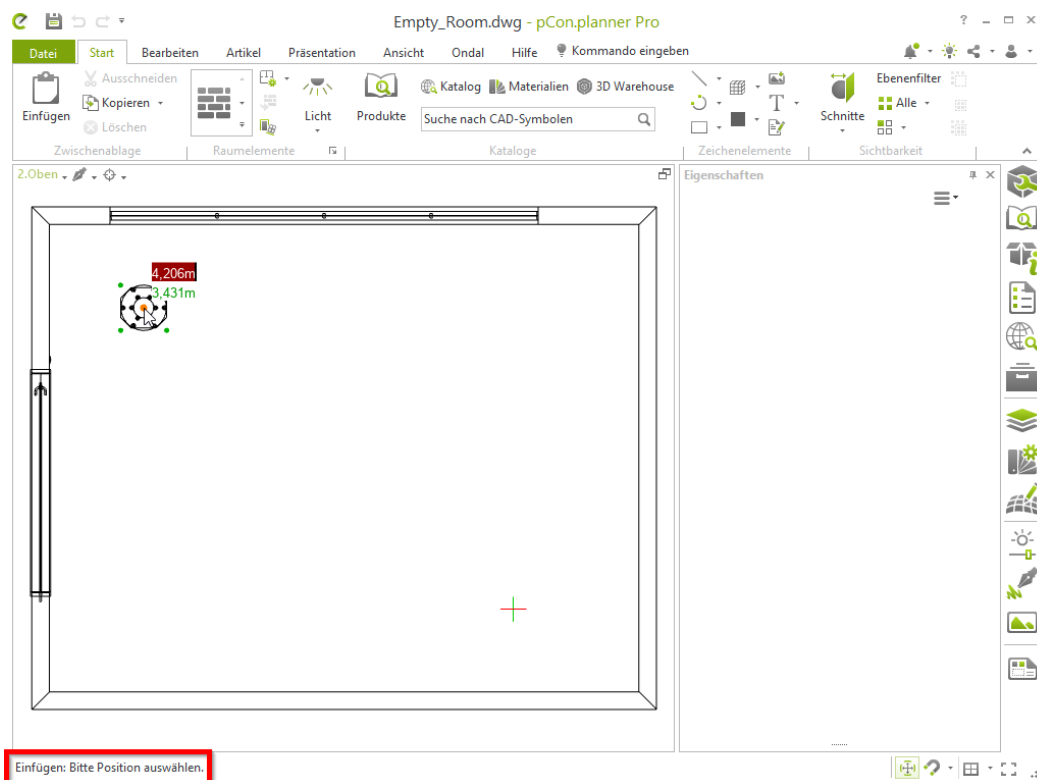 Empty_Room.dwg - pCon.planner Pro
Datei Start Bearbeiten Artikel Präsentation Ansicht Ondal Hilfe Kommando eingeben
Einfügen
Ausschneiden
Kopieren
Löschen
Zwischenablage
Licht
Raumelemente
Produkte
Katalog Materialien 3D Warehouse
Suche nach CAD-Symbolen
Kataloge
T
Zeichenelemente
Schnitte
Ebenenfilter
Alle
Sichtbarkeit
2.Oben
Eigenschaften
4,206m
3,431m
Einfügen: Bitte Position auswählen.